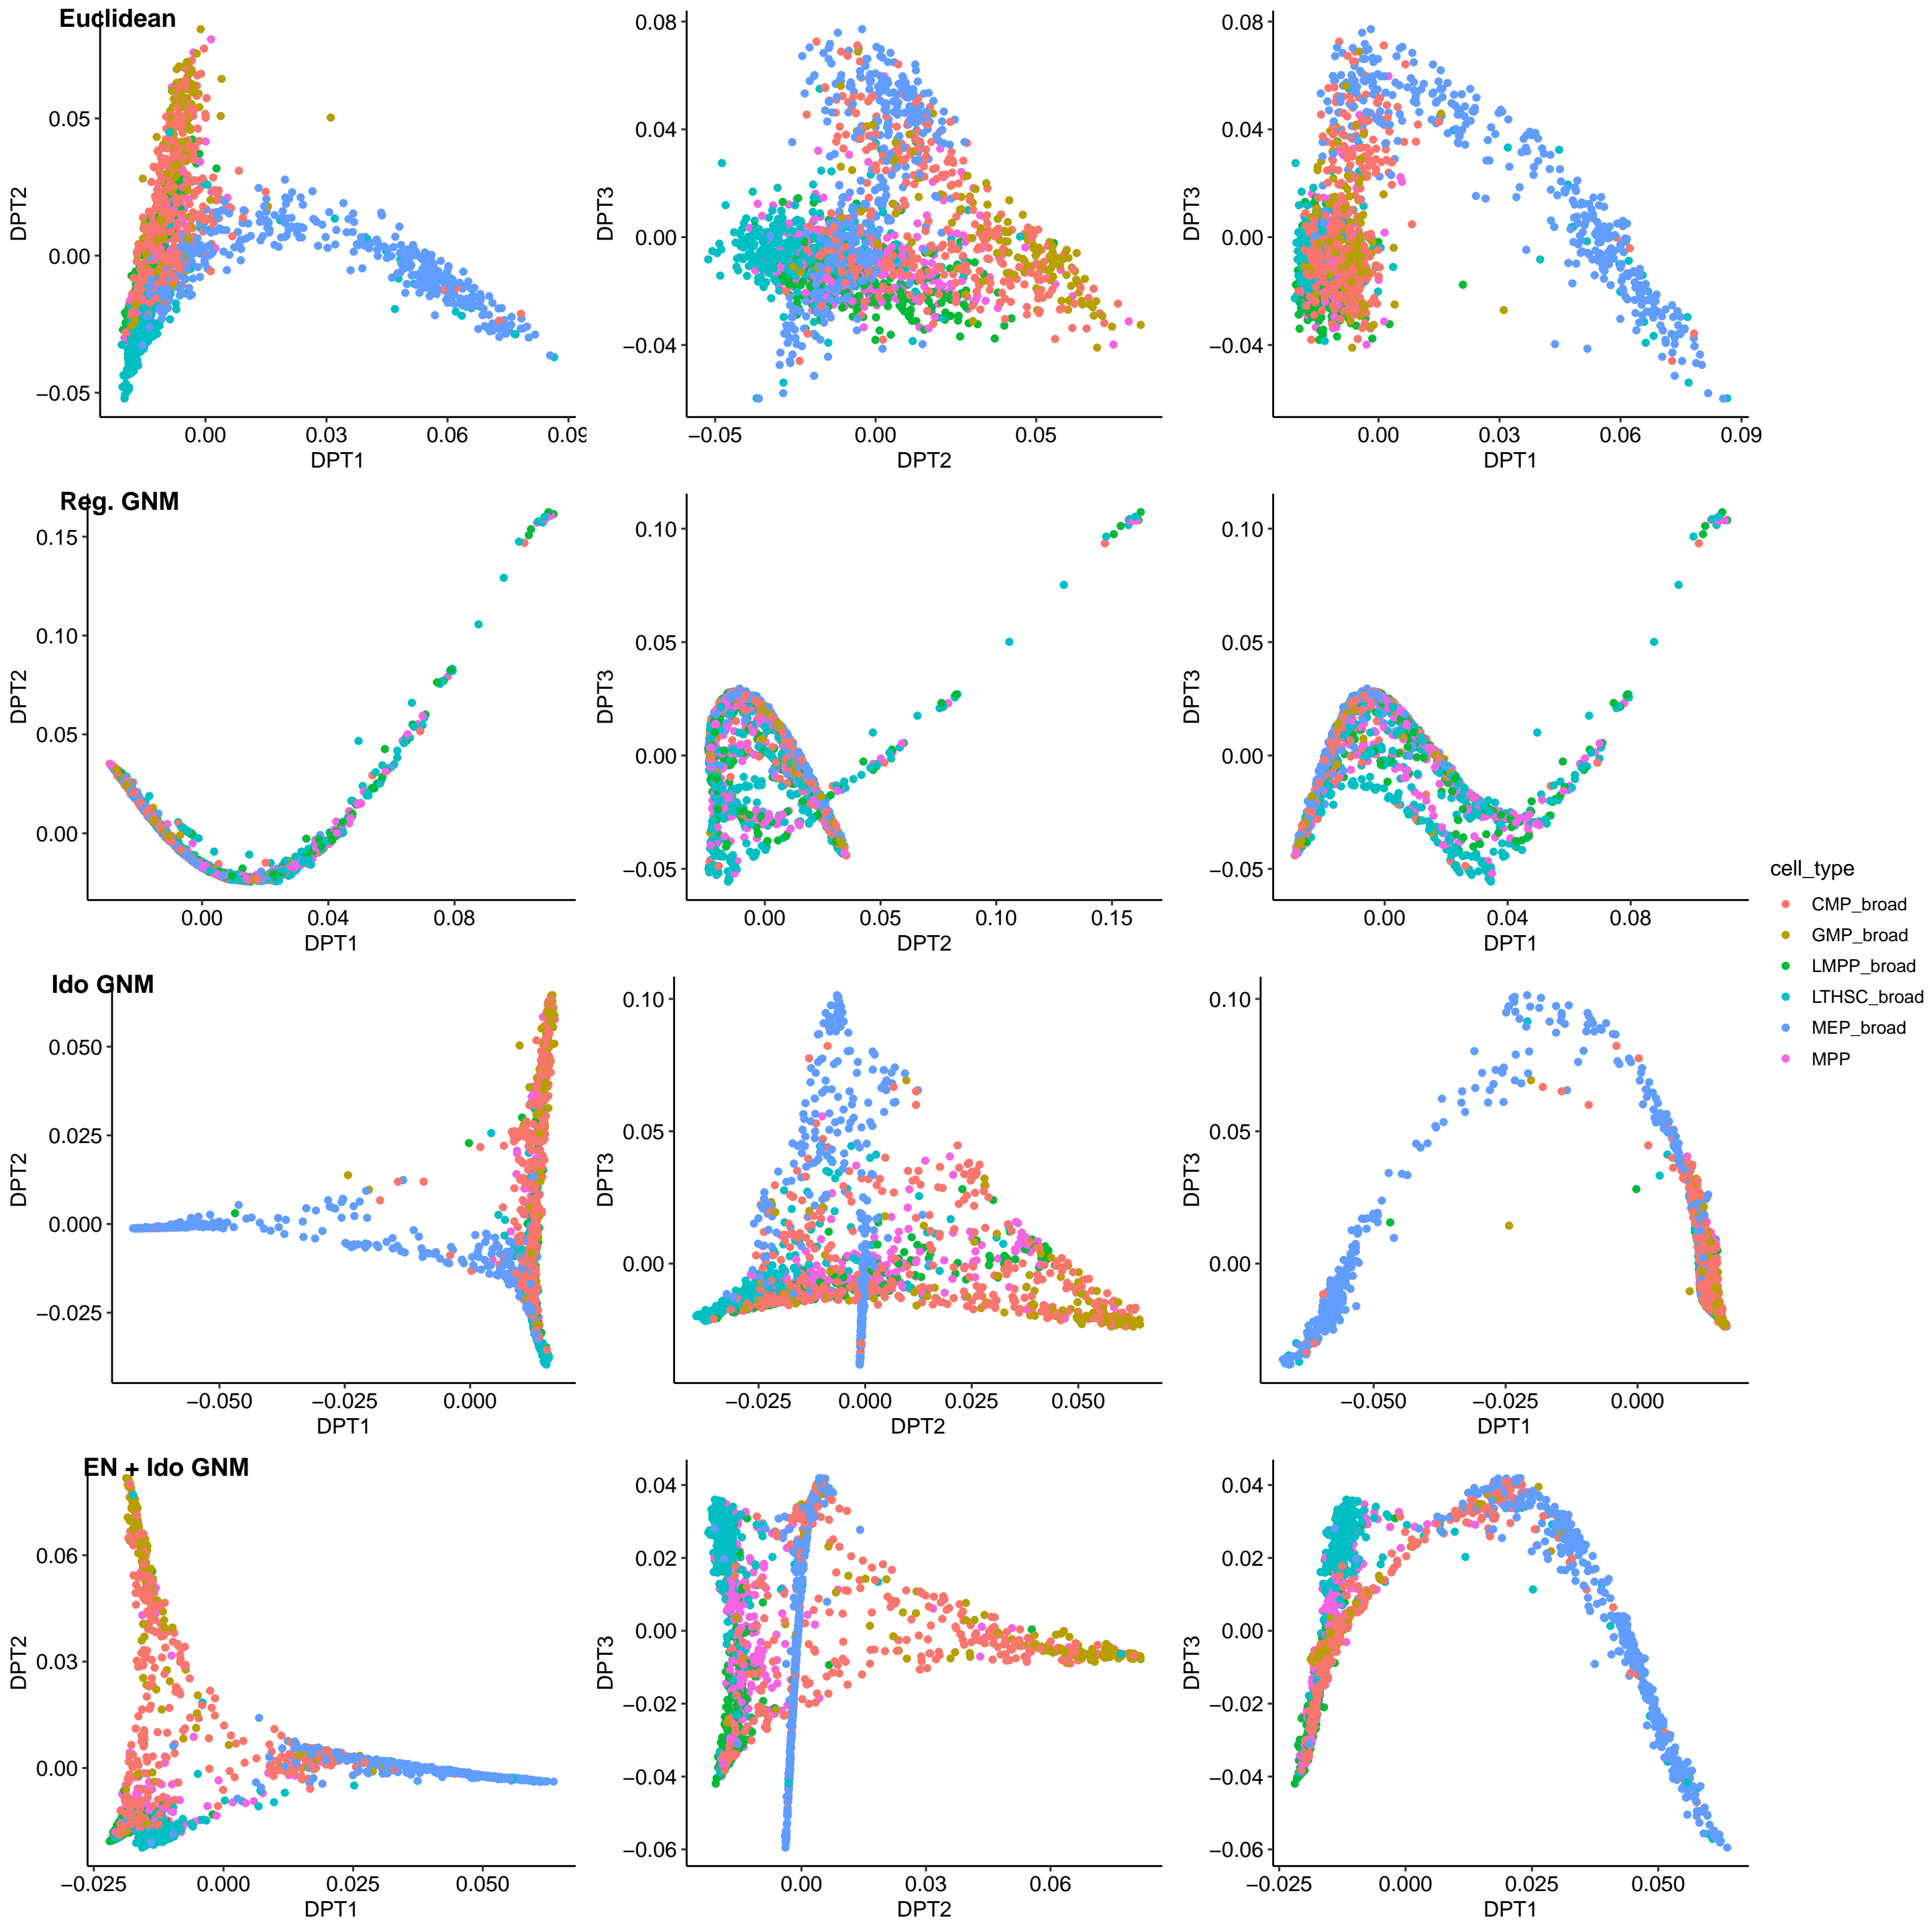 Euclidean
DPT2
0.05
0.00
−0.05
0.00 0.03 0.06 0.09
DPT1
DPT3
0.08
0.04
0.00
−0.04
−0.05 0.00 0.05
DPT2
DPT3
0.08
0.04
0.00
−0.04
0.00 0.03 0.06 0.09
DPT1
Reg. GNM
DPT2
0.15
0.10
0.05
0.00
0.00 0.04 0.08
DPT1
DPT3
0.10
0.05
0.00
−0.05
0.00 0.05 0.10 0.15
DPT2
DPT3
0.10
0.05
0.00
−0.05
0.00 0.04 0.08
DPT1
cell_type
CMP_broad
GMP_broad
LMPP_broad
LTHSC_broad
MEP_broad
MPP
Ido GNM
DPT2
0.050
0.025
0.000
−0.025
−0.050 −0.025 0.000
DPT1
DPT3
0.10
0.05
0.00
−0.025 0.000 0.025 0.050
DPT2
DPT3
0.10
0.05
0.00
−0.050 −0.025 0.000
DPT1
EN + Ido GNM
DPT2
0.06
0.03
0.00
−0.025 0.000 0.025 0.050
DPT1
DPT3
0.04
0.02
0.00
−0.02
−0.04
−0.06
0.00 0.03 0.06
DPT2
DPT3
0.04
0.02
0.00
−0.02
−0.04
−0.06
−0.025 0.000 0.025 0.050
DPT1